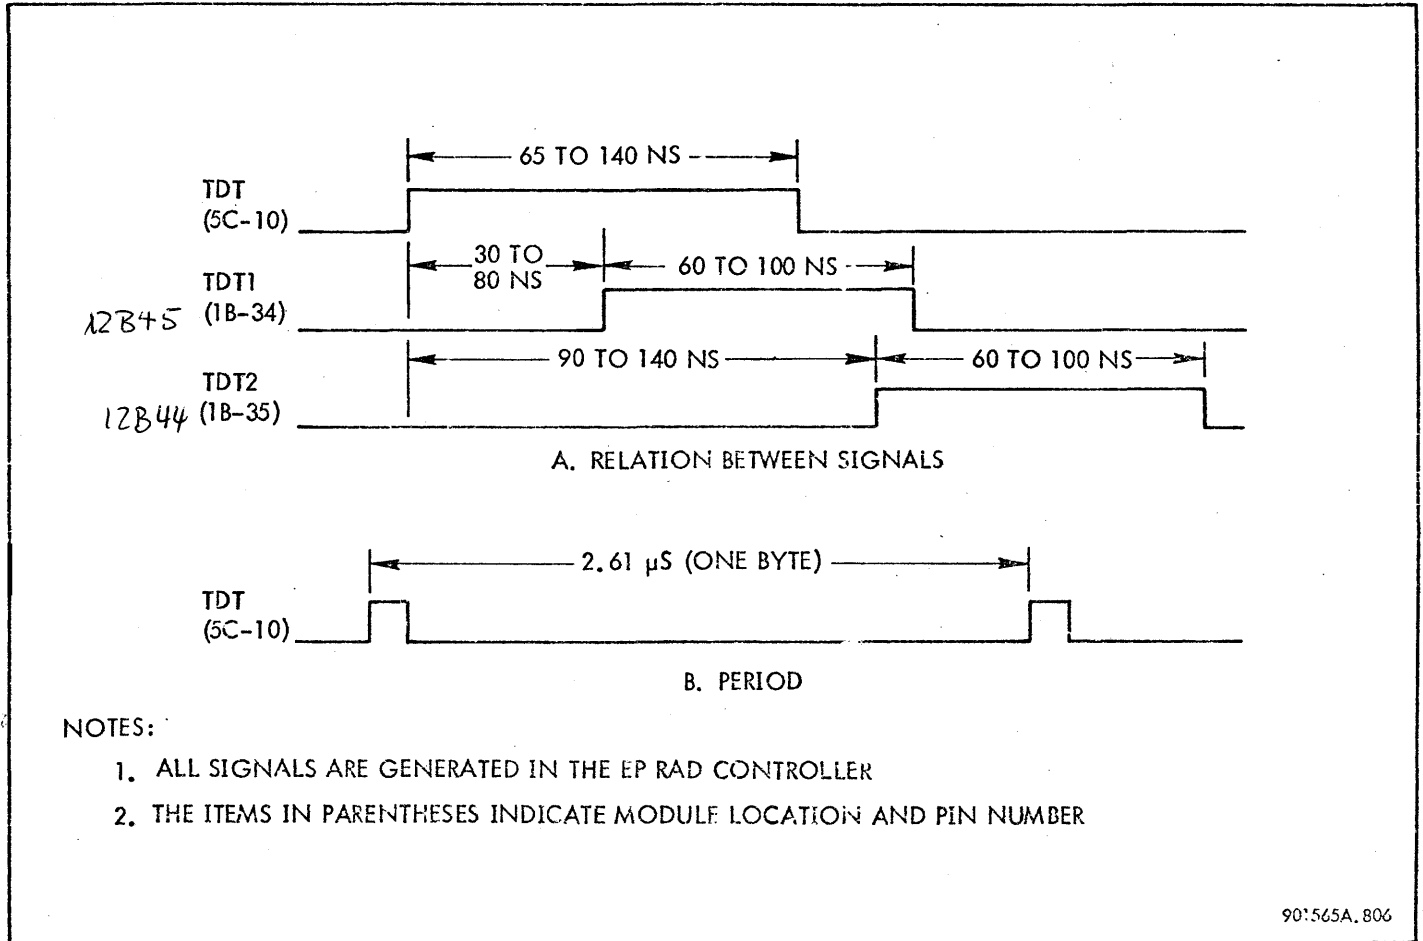 65 TO 140 NS
TDT
(5C-10)
30 TO
80 NS
60 TO 100 NS
TDT1
12B45 (1B-34)
90 TO 140 NS
60 TO 100 NS
TDT2
12B44 (1B-35)
A. RELATION BETWEEN SIGNALS
2.61 µS (ONE BYTE)
TDT
(5C-10)
B. PERIOD
NOTES:
1. ALL SIGNALS ARE GENERATED IN THE EP RAD CONTROLLER
2. THE ITEMS IN PARENTHESES INDICATE MODULE LOCATION AND PIN NUMBER
901565A.806